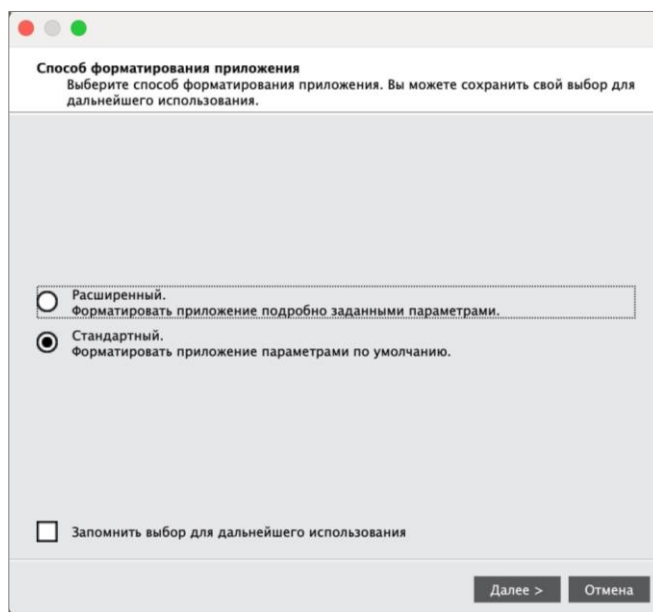 Способ форматирования приложения
Выберите способ форматирования приложения. Вы можете сохранить свой выбор для
дальнейшего использования.
Расширенный.
Форматировать приложение подробно заданными параметрами.
Стандартный.
Форматировать приложение параметрами по умолчанию.
Запомнить выбор для дальнейшего использования
Далее >
Отмена